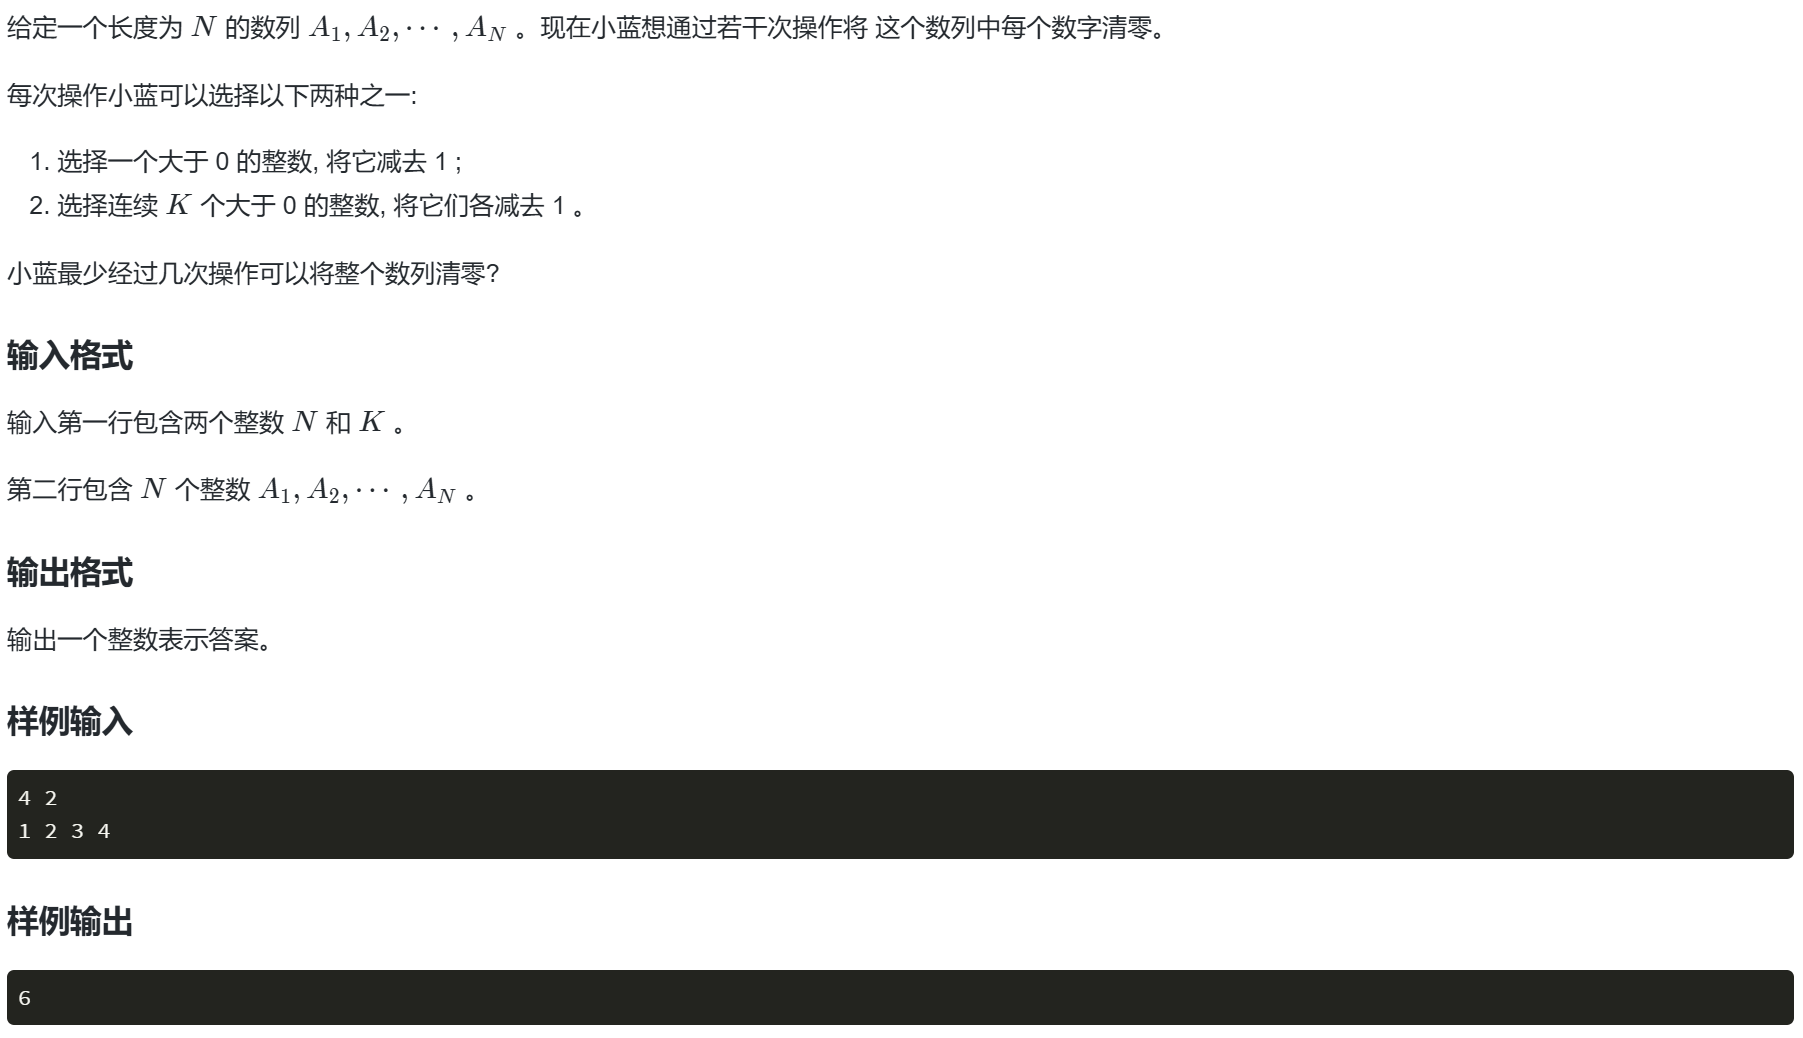 给定一个长度为 N 的数列 A₁, A₂, ⋯ , A_N 。现在小蓝想通过若干次操作将 这个数列中每个数字清零。
每次操作小蓝可以选择以下两种之一:
1. 选择一个大于 0 的整数, 将它减去 1 ;
2. 选择连续 K 个大于 0 的整数, 将它们各减去 1 。
小蓝最少经过几次操作可以将整个数列清零?
输入格式
输入第一行包含两个整数 N 和 K 。
第二行包含 N 个整数 A₁, A₂, ⋯ , A_N 。
输出格式
输出一个整数表示答案。
样例输入
4 2
1 2 3 4
样例输出
6